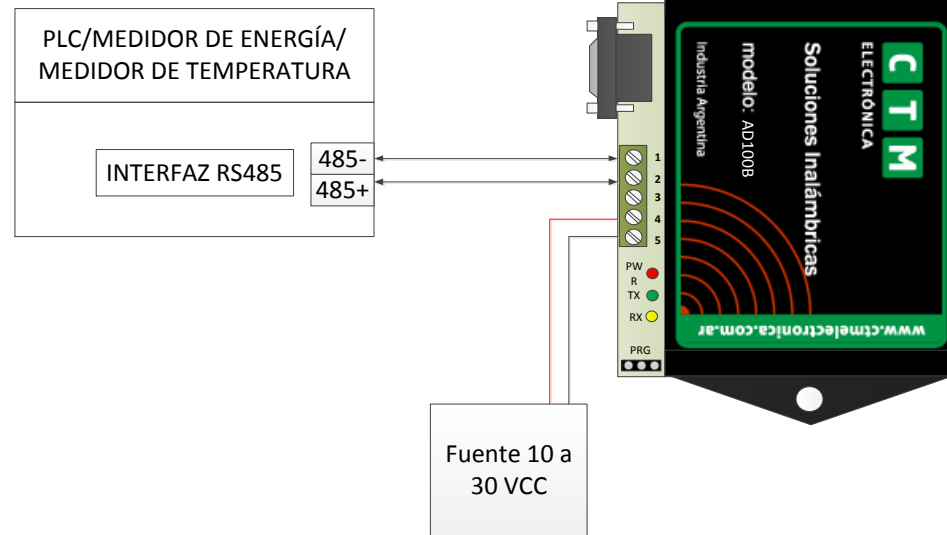 PLC/MEDIDOR DE ENERGÍA/
MEDIDOR DE TEMPERATURA
INTERFAZ RS485
485-
485+
1
2
3
4
5
PW
R
TX
RX
PRG
Fuente 10 a
30 VCC
CTM
ELECTRÓNICA
Soluciones Inalámbricas
modelo: AD100B
Industria Argentina
www.ctmelectronica.com.ar